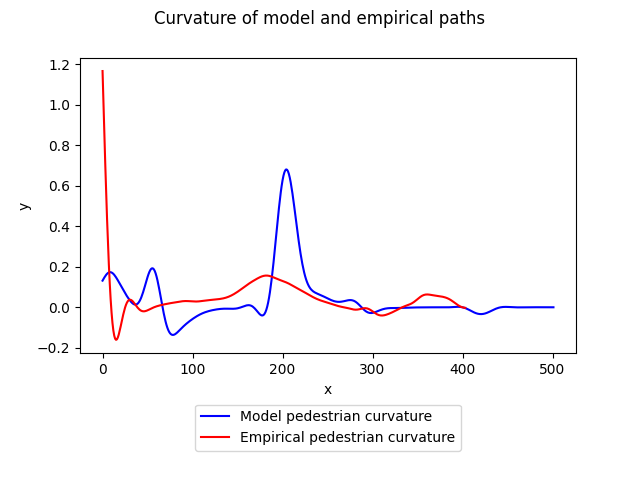 Curvature of model and empirical paths
1.2
1.0
0.8
0.6
0.4
0.2
0.0
−0.2
y
0 100 200 300 400 500
x
Model pedestrian curvature
Empirical pedestrian curvature